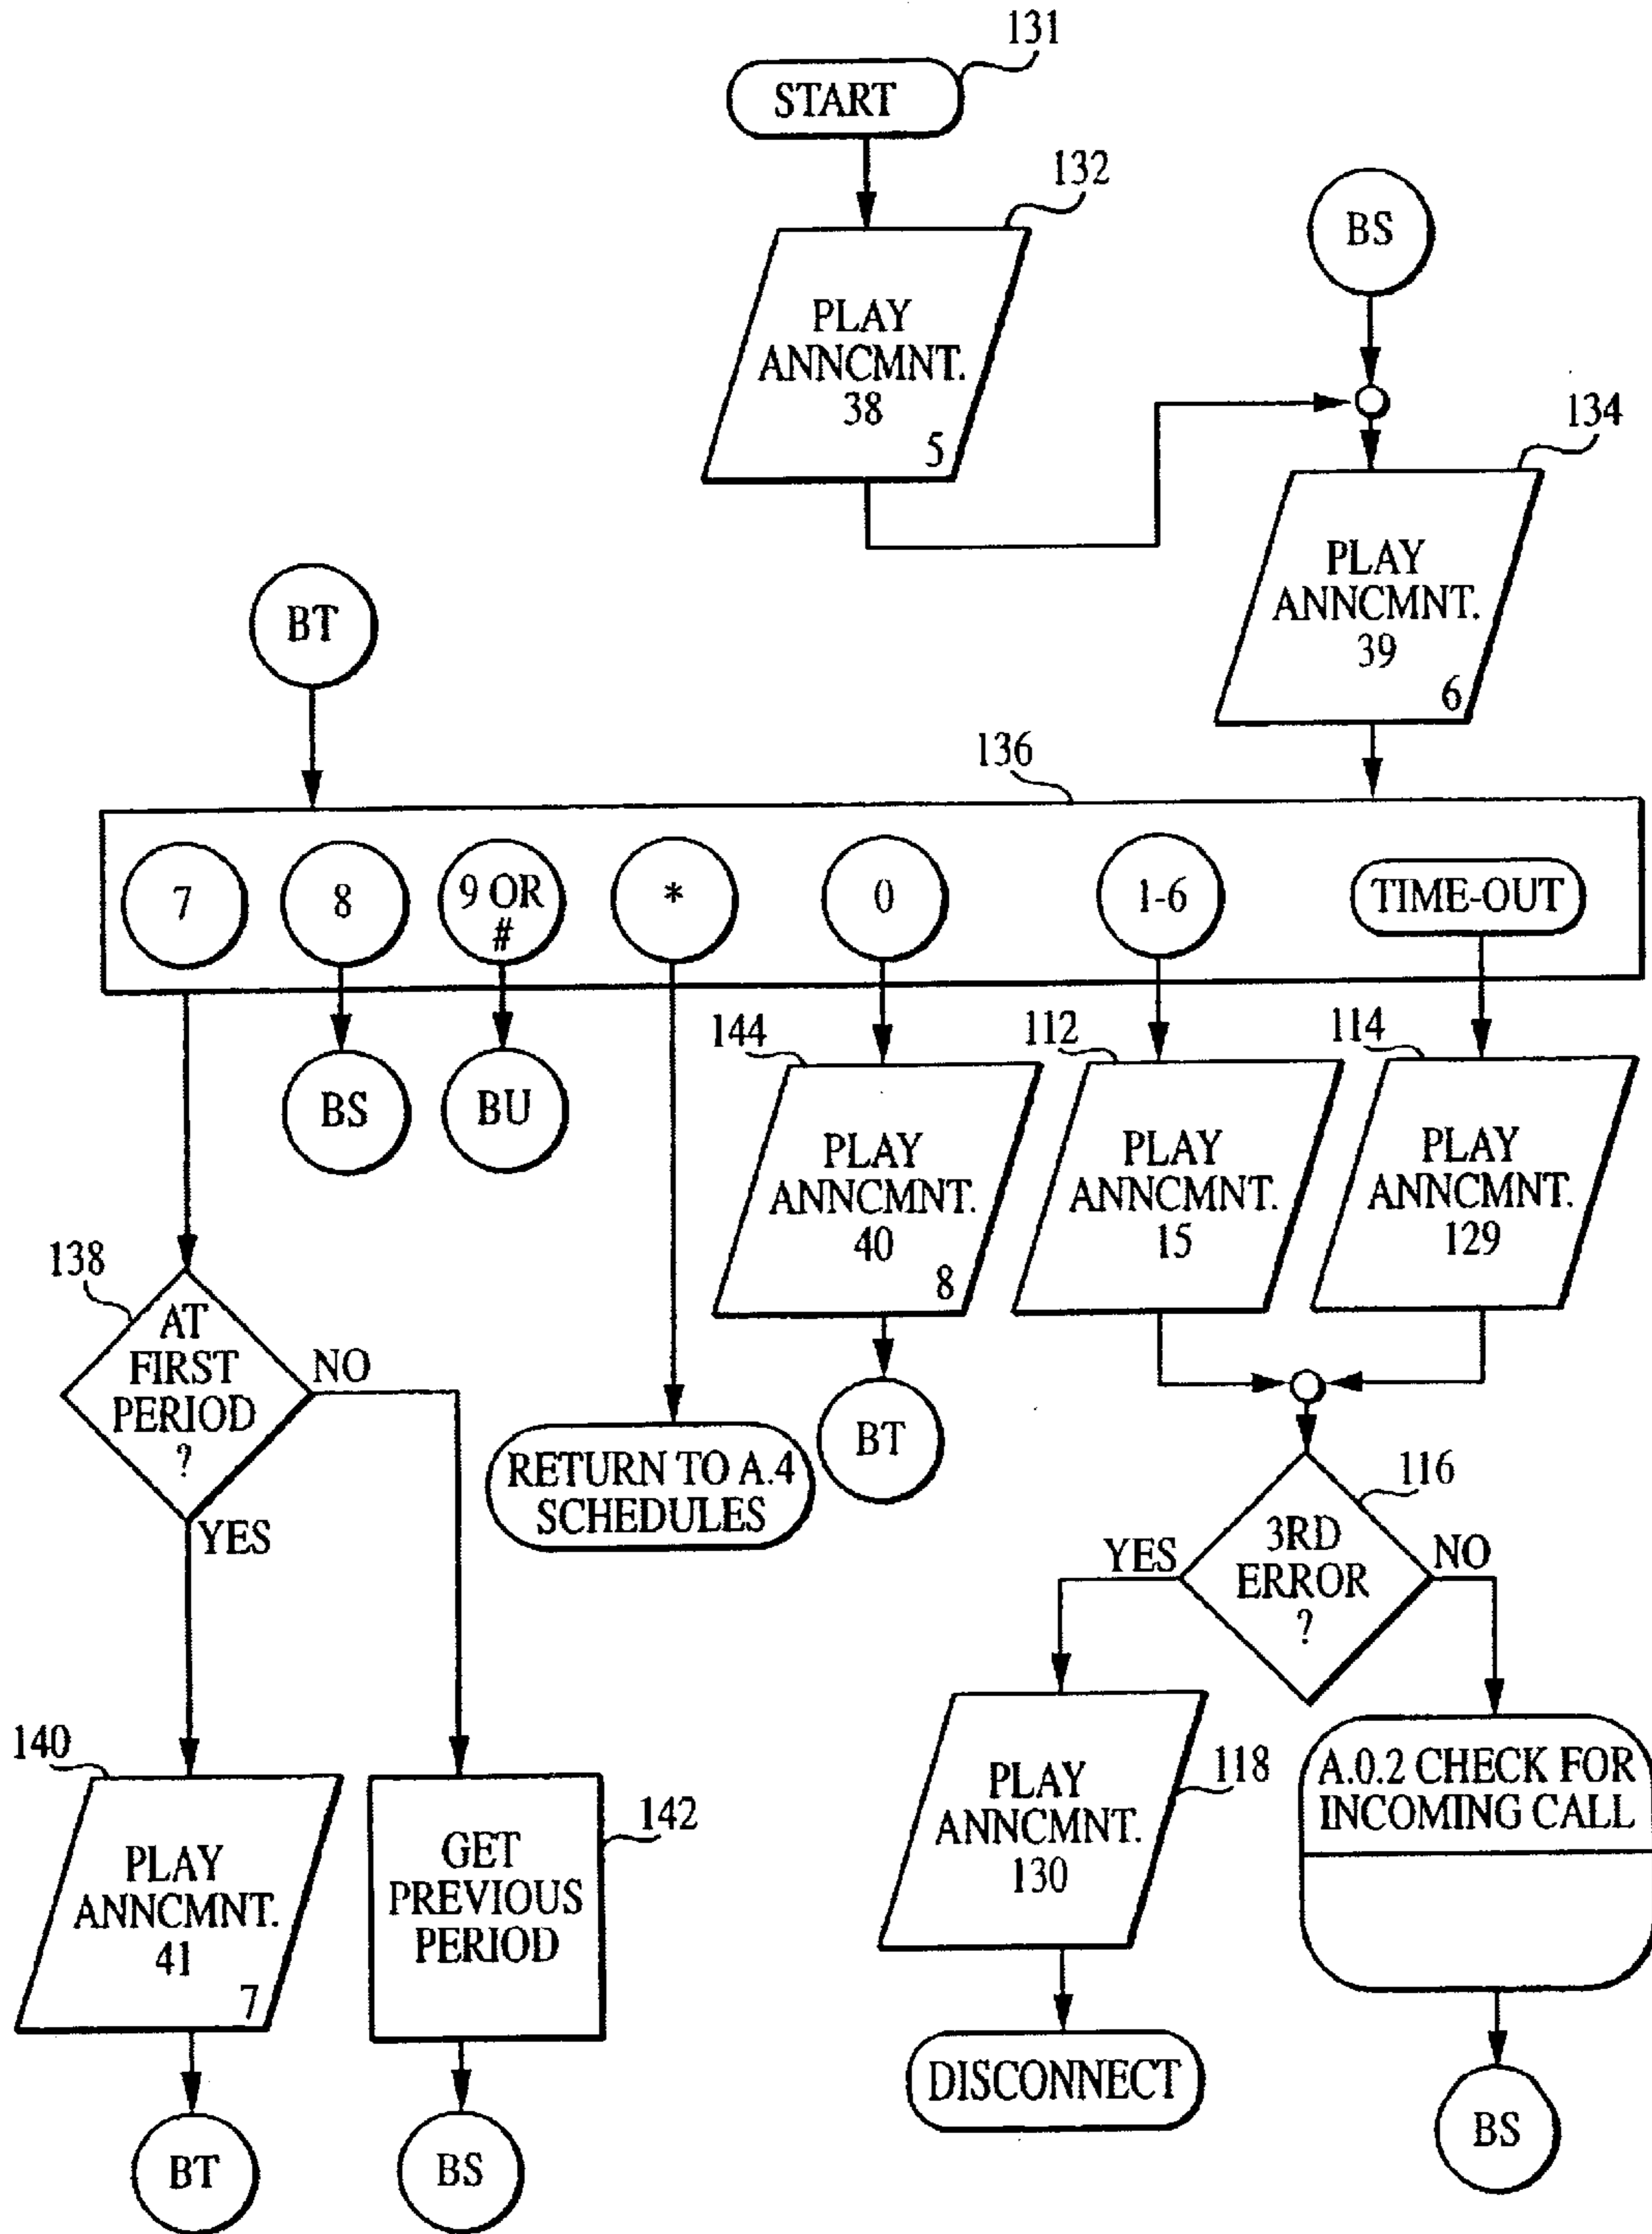 131
START
132
PLAY
ANNCMNT.
38
5
BS
134
PLAY
ANNCMNT.
39
6
BT
136
7
8
9 OR
#
*
0
1-6
TIME-OUT
BS
BU
144
PLAY
ANNCMNT.
40
8
112
PLAY
ANNCMNT.
15
114
PLAY
ANNCMNT.
129
138
AT
FIRST
PERIOD
?
NO
YES
RETURN TO A.4
SCHEDULES
BT
116
3RD
ERROR
?
YES
NO
140
PLAY
ANNCMNT.
41
7
142
GET
PREVIOUS
PERIOD
118
PLAY
ANNCMNT.
130
A.0.2 CHECK FOR
INCOMING CALL
DISCONNECT
BT
BS
BS